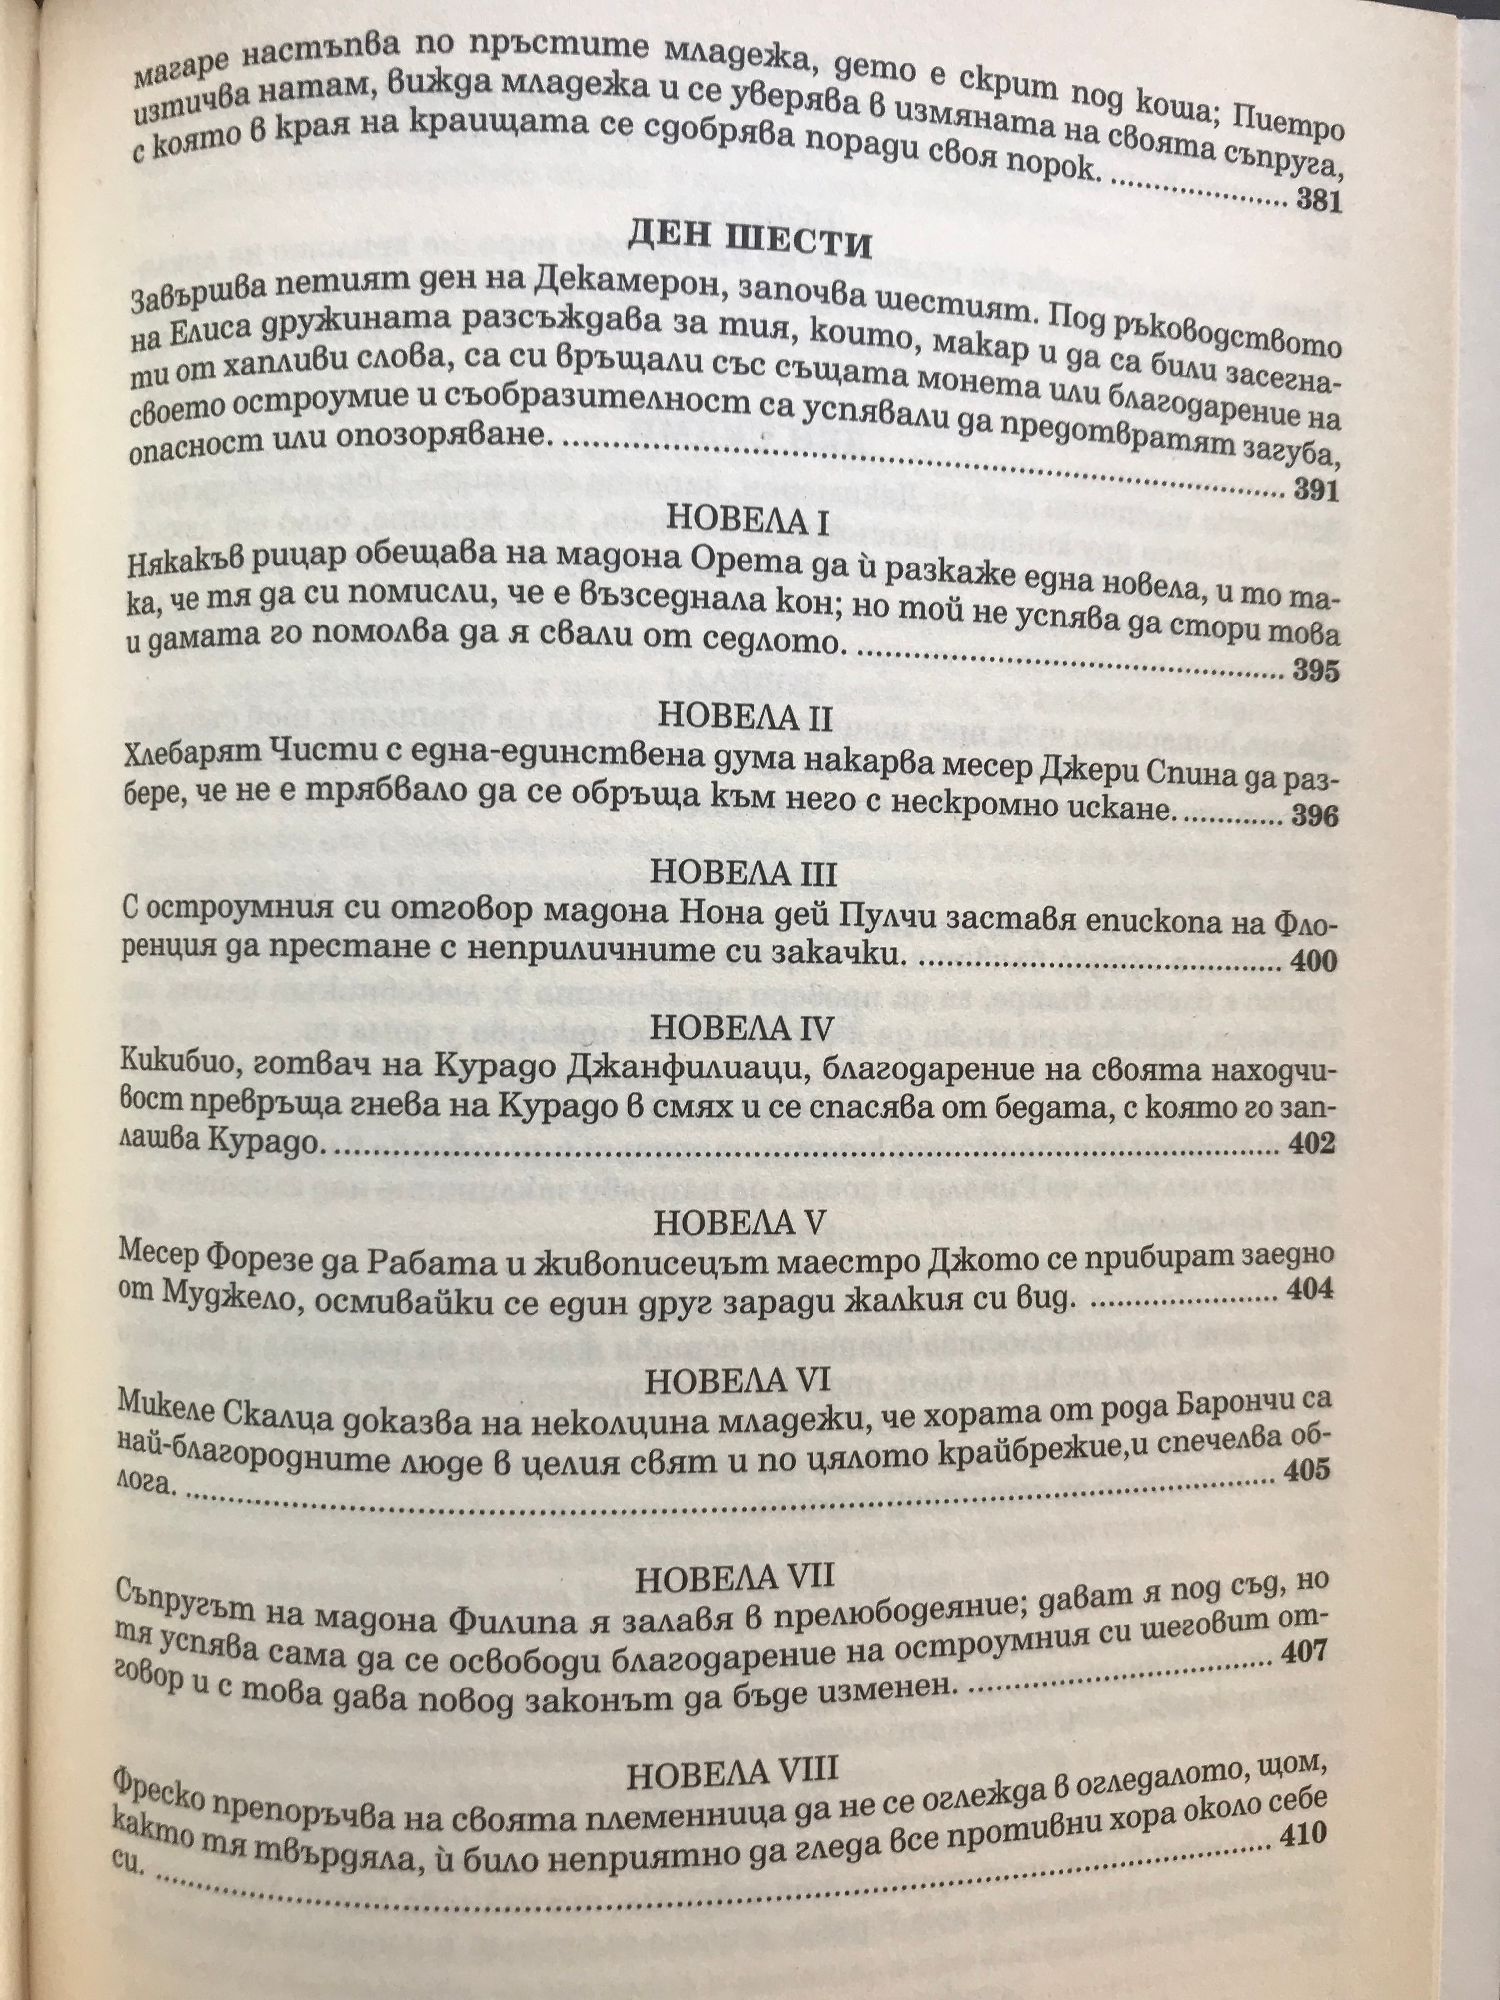 магаре настъпва по пръстите младежа, дето е скрит под коша; Пиетро
изтичва натам, вижда младежа и се уверява в измяната на своята съпруга,
с която в края на краищата се сдобрява поради своя порок. ..................... 381
ДЕН ШЕСТИ
Завършва петият ден на Декамерон, започва шестият. Под ръководството
на Елиса дружината разсъждава за тия, които, макар и да са били засегна-
ти от хапливи слова, са си връщали със същата монета или благодарение на
своето остроумие и съобразителност са успявали да предотвратят загуба,
опасност или опозоряване. ..................................................................................... 391
НОВЕЛА I
Някакъв рицар обещава на мадона Орета да ѝ разкаже една новела, и то та-
ка, че тя да си помисли, че е възседнала кон; но той не успява да стори това
и дамата го помолва да я свали от седлото. .................................................. 395
НОВЕЛА II
Хлебарят Чисти с една-единствена дума накарва месер Джери Спина да раз-
бере, че не е трябвало да се обръща към него с нескромно искане. ............ 396
НОВЕЛА III
С остроумния си отговор мадона Нона дей Пулчи заставя епископа на Фло-
ренция да престане с неприличните си закачки. ........................................... 400
НОВЕЛА IV
Кикибио, готвач на Курадо Джанфилиаци, благодарение на своята находчи-
вост превръща гнева на Курадо в смях и се спасява от бедата, с която го зап-
лашва Курадо. ................................................................................................................ 402
НОВЕЛА V
Месер Форезе да Рабата и живописецът маестро Джото се прибират заедно
от Муджело, осмивайки се един друг заради жалкия си вид. ...................... 404
НОВЕЛА VI
Микеле Скалца доказва на неколцина младежи, че хората от рода Барончи са
най-благородните люде в целия свят и по цялото крайбрежие,и спечелва об-
лога. ................................................................................................................................ 405
НОВЕЛА VII
Съпругът на мадона Филипа я залавя в прелюбодеяние; дават я под съд, но
тя успява сама да се освободи благодарение на остроумния си шеговит от-
говор и с това дава повод законът да бъде изменен. .................................... 407
НОВЕЛА VIII
Фреско препоръчва на своята племенница да не се оглежда в огледалото, щом,
както тя твърдяла, ѝ било неприятно да гледа все противни хора около себе
си. .................................................................................................................................... 410